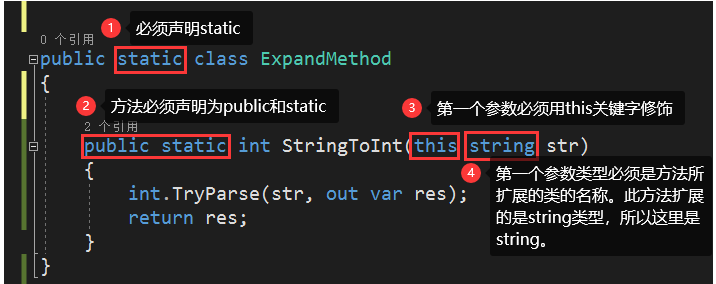 1 必须声明static
0 个引用
public static class ExpandMethod
{
2 方法必须声明为public和static
3 第一个参数必须用this关键字修饰
2 个引用
public static int StringToInt(this string str)
{
4 第一个参数类型必须是方法所
扩展的类的名称。此方法扩展
的是string类型，所以这里是
string。
int.TryParse(str, out var res);
return res;
}
}